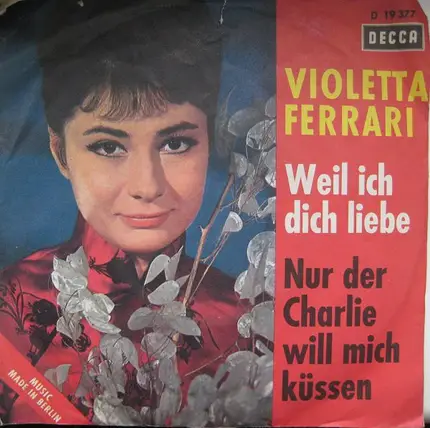 D 19 377
DECCA
VIOLETTA
FERRARI
Weil ich
dich liebe
Nur der
Charlie
will mich
küssen
MUSIC
MADE IN BERLIN